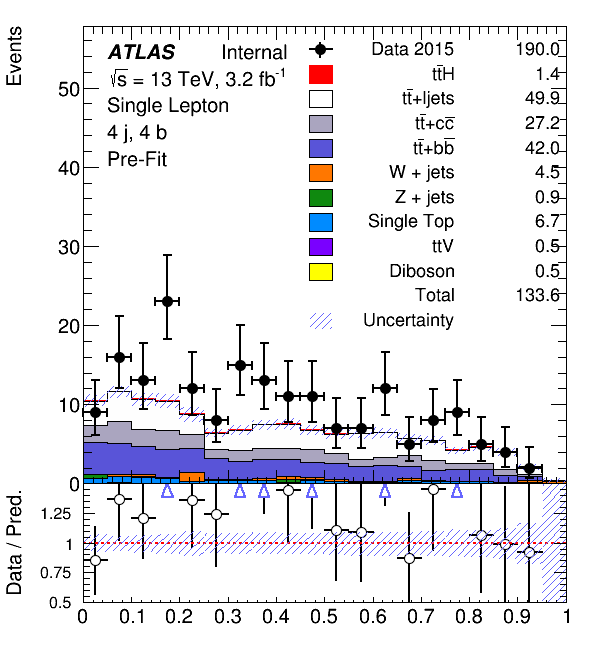 Events
ATLAS Internal
√s = 13 TeV, 3.2 fb⁻¹
Single Lepton
4 j, 4 b
Pre-Fit
Data 2015 190.0
tt̄H 1.4
tt̄+ljets 49.9
tt̄+cc̄ 27.2
tt̄+bb̄ 42.0
W + jets 4.5
Z + jets 0.9
Single Top 6.7
ttV 0.5
Diboson 0.5
Total 133.6
Uncertainty
50
40
30
20
10
0
Data / Pred.
1.25
1
0.75
0.5
0 0.1 0.2 0.3 0.4 0.5 0.6 0.7 0.8 0.9 1